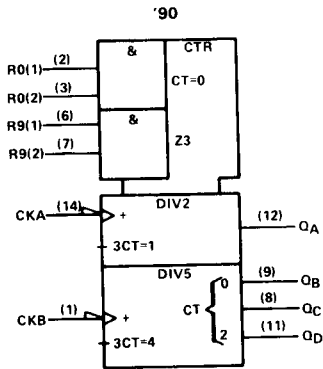 '90
& CTR
R0(1) (2)
CT=0
R0(2) (3)
R9(1) (6) &
Z3
R9(2) (7)
DIV2
CKA (14) + (12) QA
3CT=1
DIV5
0 (9) QB
CT (8) QC
CKB (1) +
2 (11) QD
3CT=4